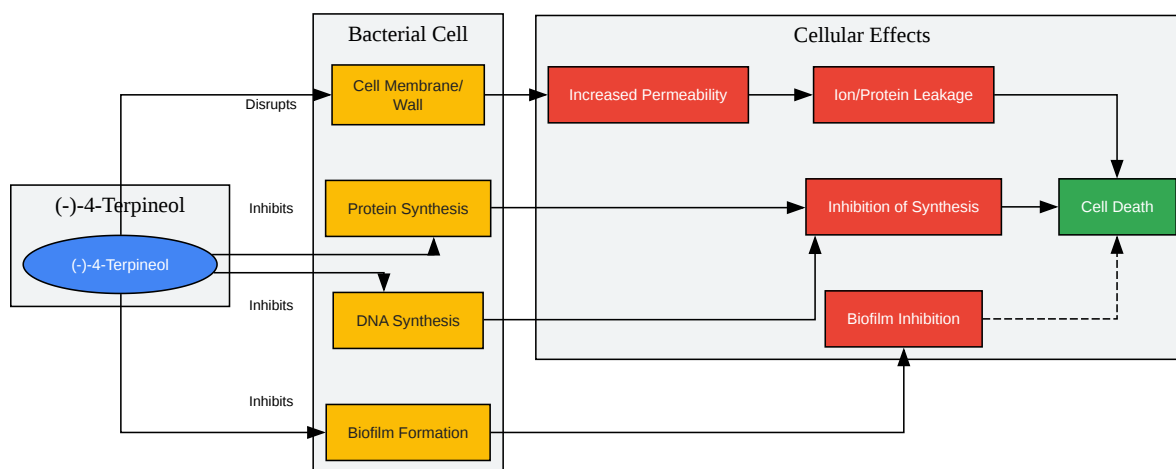 Bacterial Cell
Cellular Effects
Cell Membrane/
Wall
Increased Permeability
Ion/Protein Leakage
Disrupts
(-)-4-Terpineol
Inhibits
Protein Synthesis
Inhibition of Synthesis
Cell Death
(-)-4-Terpineol
Inhibits
DNA Synthesis
Biofilm Inhibition
Inhibits
Biofilm Formation